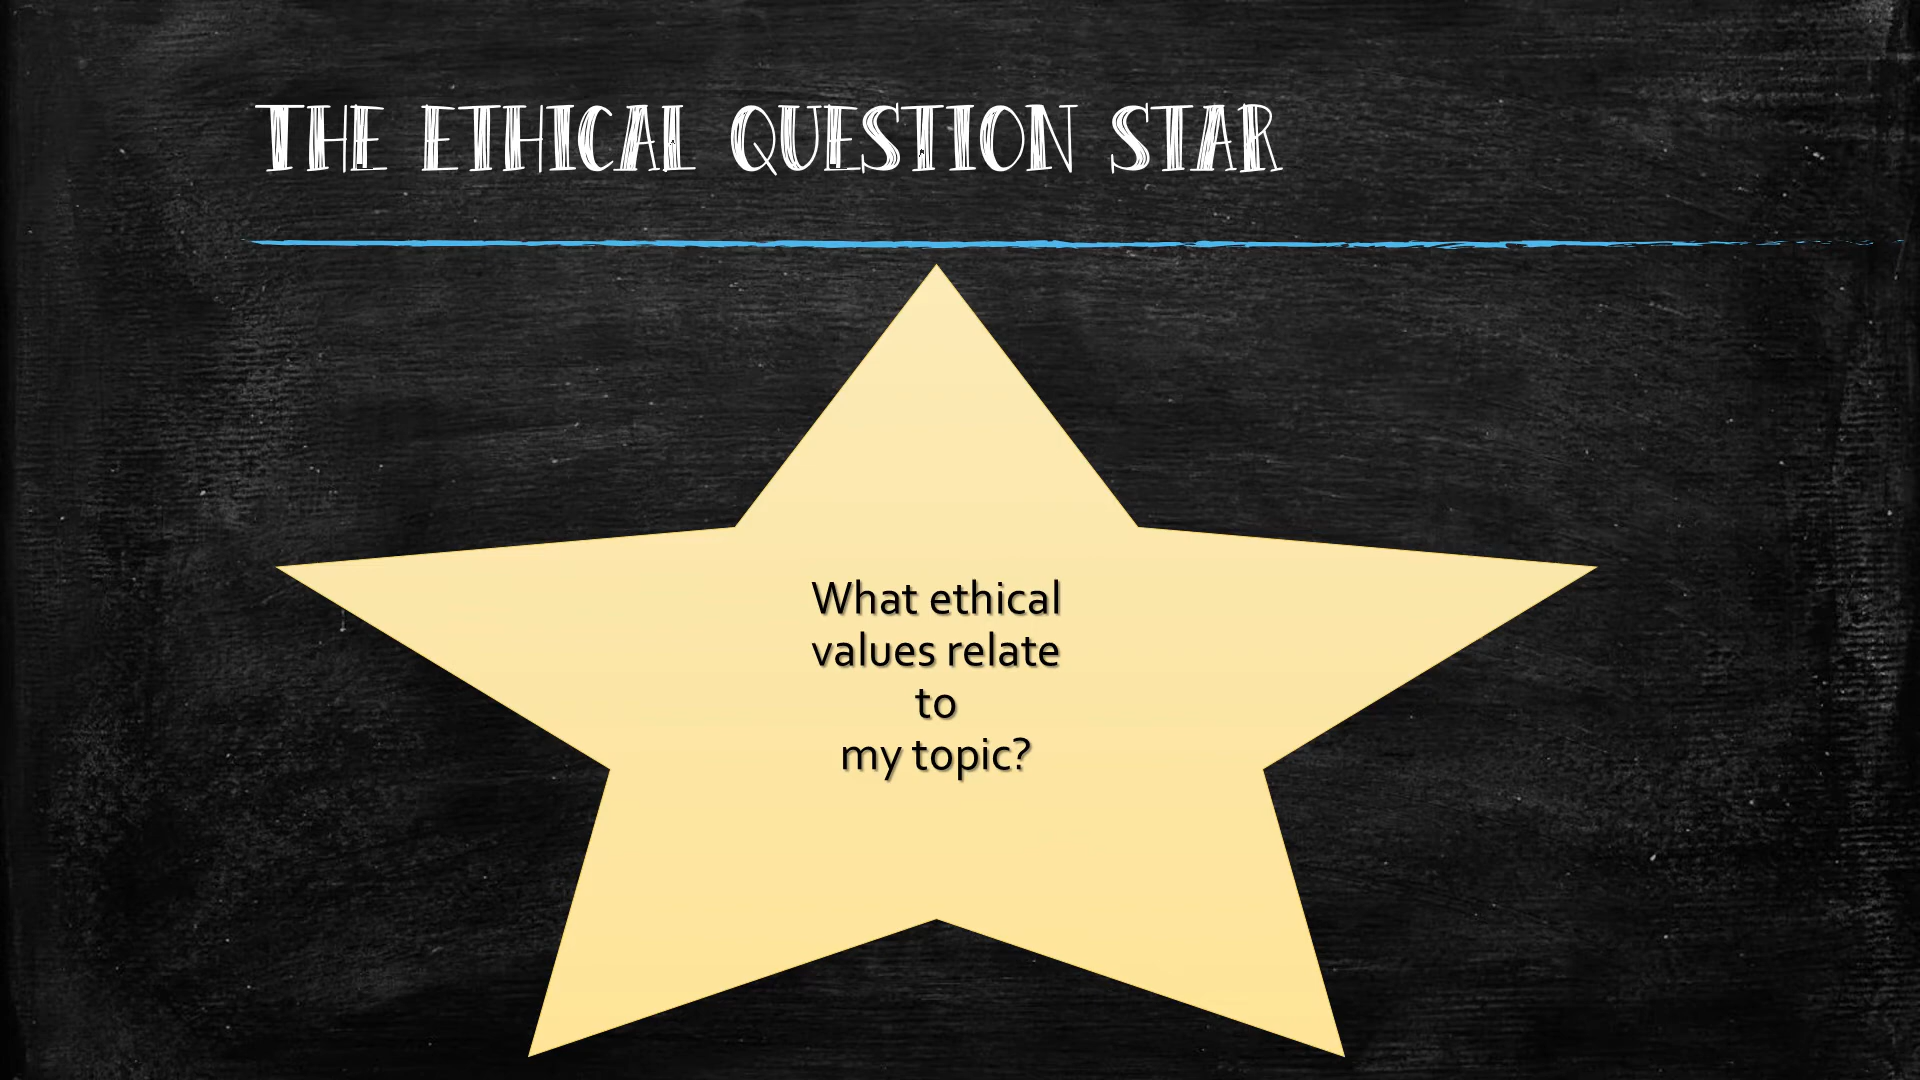 THE ETHICAL QUESTION STAR
What ethical
values relate
to
my topic?